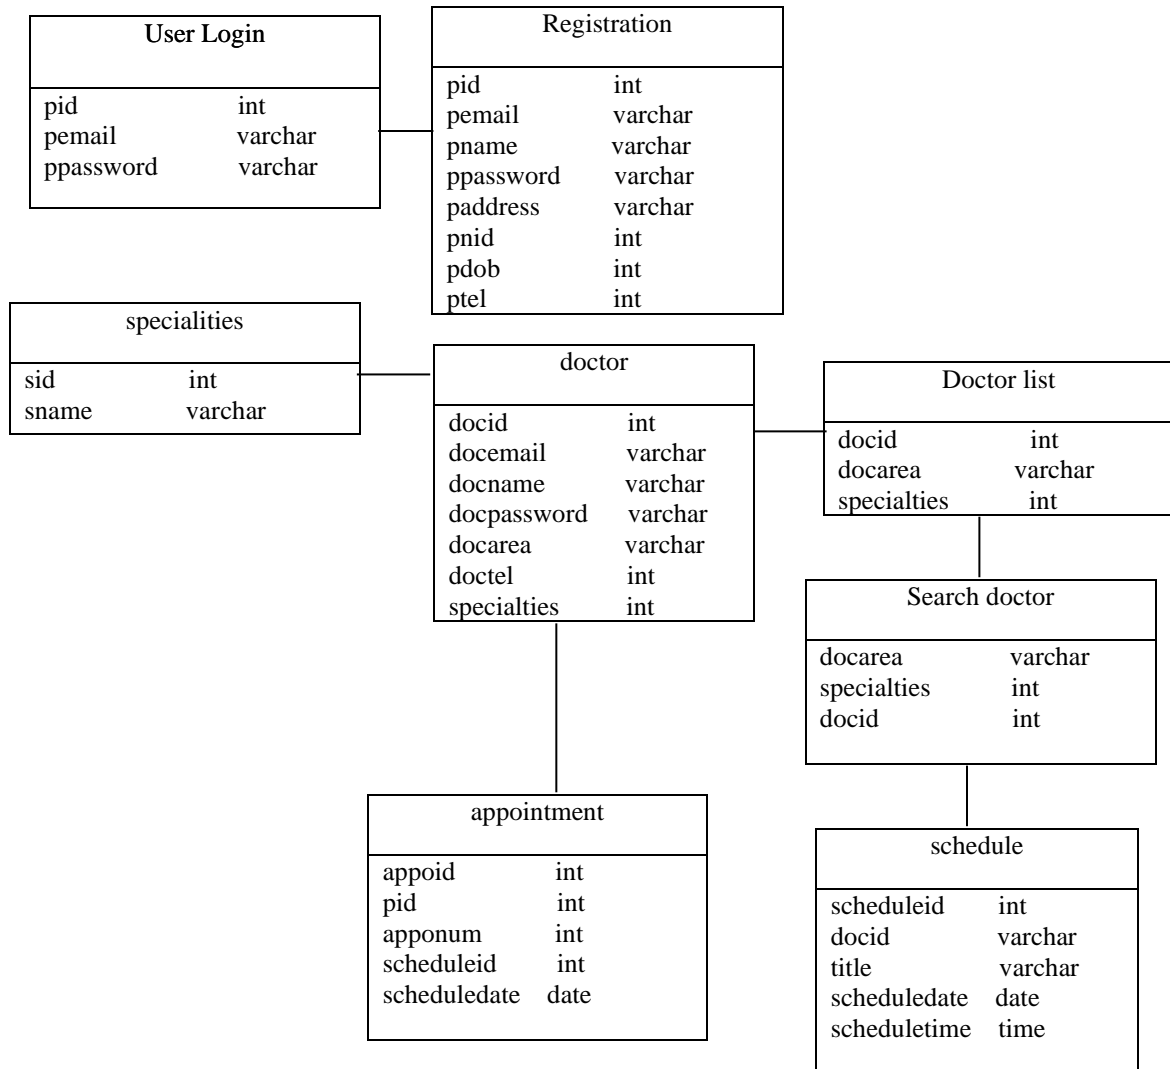 User Login
pid int
pemail varchar
ppassword varchar
Registration
pid int
pemail varchar
pname varchar
ppassword varchar
paddress varchar
pnid int
pdob int
ptel int
specialities
sid int
sname varchar
doctor
docid int
docemail varchar
docname varchar
docpassword varchar
docarea varchar
doctel int
specialties int
Doctor list
docid int
docarea varchar
specialties int
Search doctor
docarea varchar
specialties int
docid int
appointment
appoid int
pid int
apponum int
scheduleid int
scheduledate date
schedule
scheduleid int
docid varchar
title varchar
scheduledate date
scheduletime time